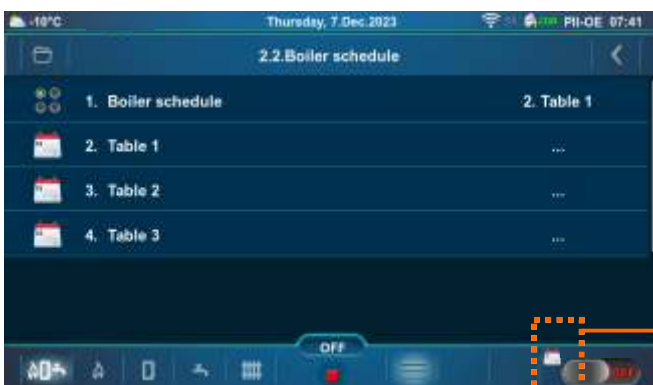 -10°C Thursday, 7.Dec.2023 PII-OE 07:41
2.2.Boiler schedule
1. Boiler schedule 2. Table 1
2. Table 1 ...
3. Table 2 ...
4. Table 3 ...
OFF
OFF